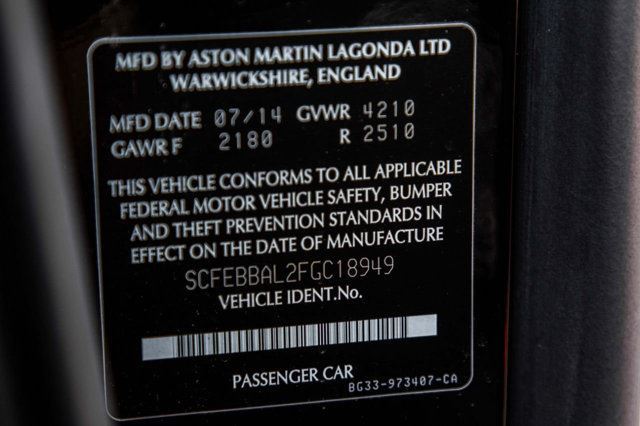 MFD BY ASTON MARTIN LAGONDA LTD
WARWICKSHIRE, ENGLAND
MFD DATE 07/14 GVWR 4210
GAWR F 2180 R 2510
THIS VEHICLE CONFORMS TO ALL APPLICABLE
FEDERAL MOTOR VEHICLE SAFETY, BUMPER
AND THEFT PREVENTION STANDARDS IN
EFFECT ON THE DATE OF MANUFACTURE
SCFEBBAL2FGC18949
VEHICLE IDENT.No.
PASSENGER CAR
BG33-973407-CA